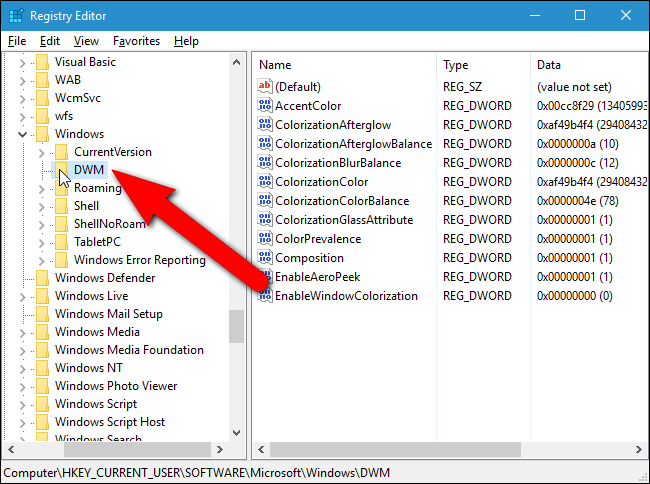 Registry Editor
File Edit View Favorites Help
Visual Basic
WAB
WcmSvc
wfs
Windows
CurrentVersion
DWM
Roaming
Shell
ShellNoRoam
TabletPC
Windows Error Reporting
Windows Defender
Windows Live
Windows Mail Setup
Windows Media
Windows Media Foundation
Windows NT
Windows Photo Viewer
Windows Script
Windows Script Host
Windows Search
Name Type Data
(Default) REG_SZ (value not set)
AccentColor REG_DWORD 0x00cc8f29 (13405993
ColorizationAfterglow REG_DWORD 0xaf49b4f4 (29408432
ColorizationAfterglowBalance REG_DWORD 0x0000000a (10)
ColorizationBlurBalance REG_DWORD 0x0000000c (12)
ColorizationColor REG_DWORD 0xaf49b4f4 (29408432
ColorizationColorBalance REG_DWORD 0x0000004e (78)
ColorizationGlassAttribute REG_DWORD 0x00000001 (1)
ColorPrevalence REG_DWORD 0x00000001 (1)
Composition REG_DWORD 0x00000001 (1)
EnableAeroPeek REG_DWORD 0x00000001 (1)
EnableWindowColorization REG_DWORD 0x00000000 (0)
Computer\HKEY_CURRENT_USER\SOFTWARE\Microsoft\Windows\DWM